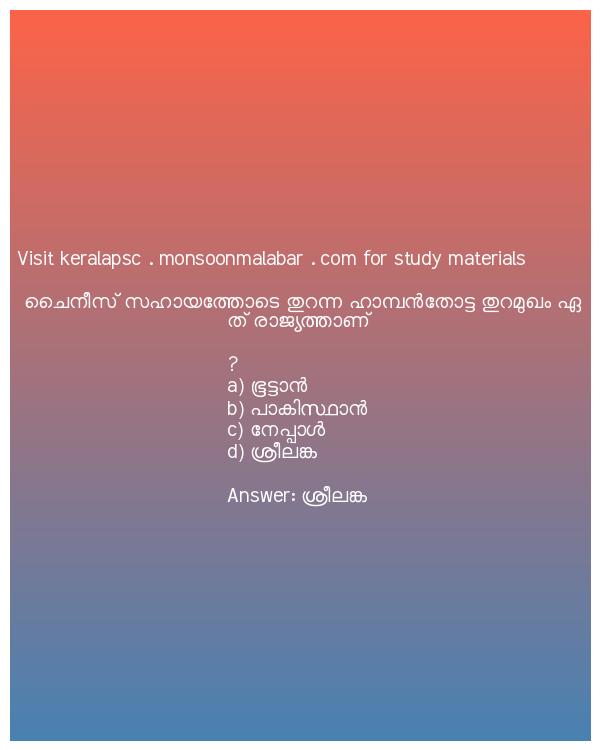 Visit keralapsc . monsoonmalabar . com for study materials
ചൈനീസ് സഹായത്തോടെ തുറന്ന ഹാമ്പൻതോട്ട തുറമുഖം ഏ
ത് രാജ്യത്താണ്
?
a) ഭൂട്ടാൻ
b) പാകിസ്ഥാൻ
c) നേപ്പാൾ
d) ശ്രീലങ്ക
Answer: ശ്രീലങ്ക